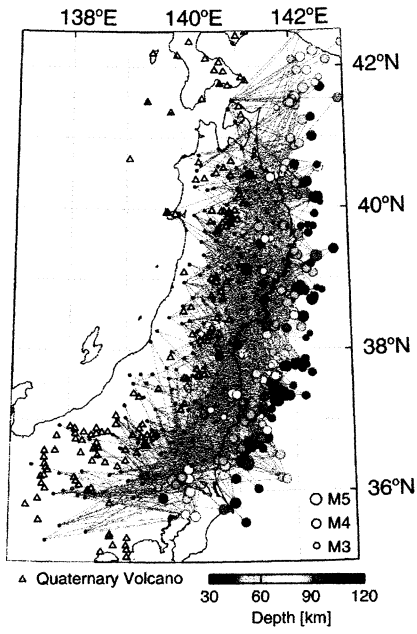 138°E 140°E 142°E
42°N
40°N
38°N
36°N
M5
M4
M3
Quaternary Volcano
30 60 90 120
Depth [km]